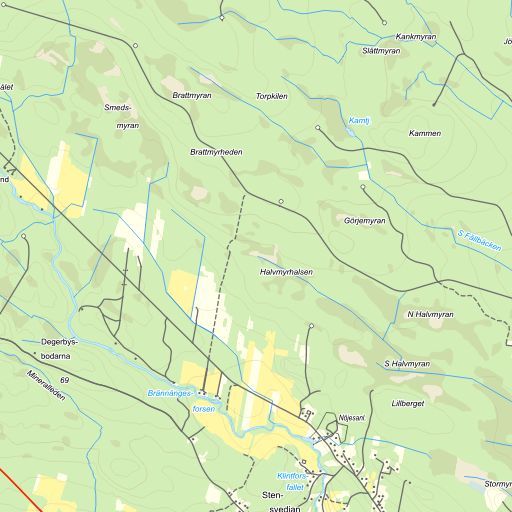 Kankmyran
Slåttmyran
Brattmyran
Torpkilen
Smeds-
myran
Kamtj
Kammen
Brattmyrheden
Görjemyran
S Fällbäcken
Halvmyrhalsen
N Halvmyran
Degerbys-
bodarna
S Halvmyran
Mineralleden
69
Brännänges-
forsen
Lillberget
Nöjesanl.
Klintfors-
fallet
Stormyr
Sten-
svedjan